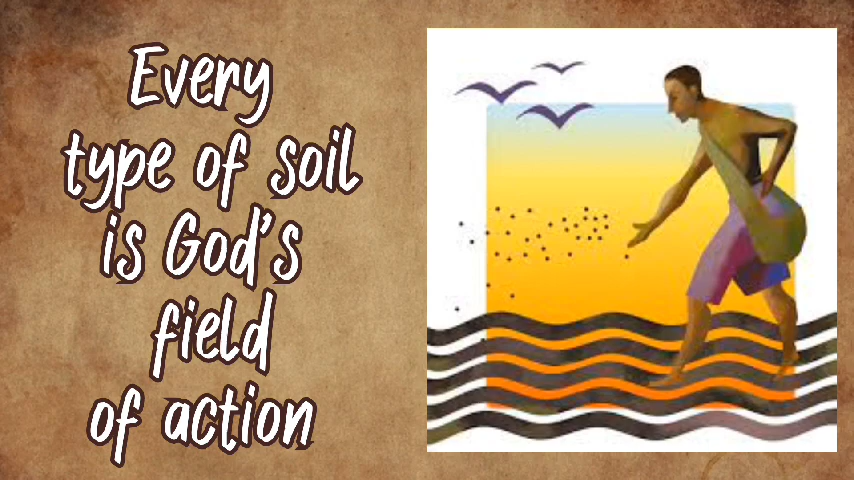 Every
type of soil
is God's
field
of action